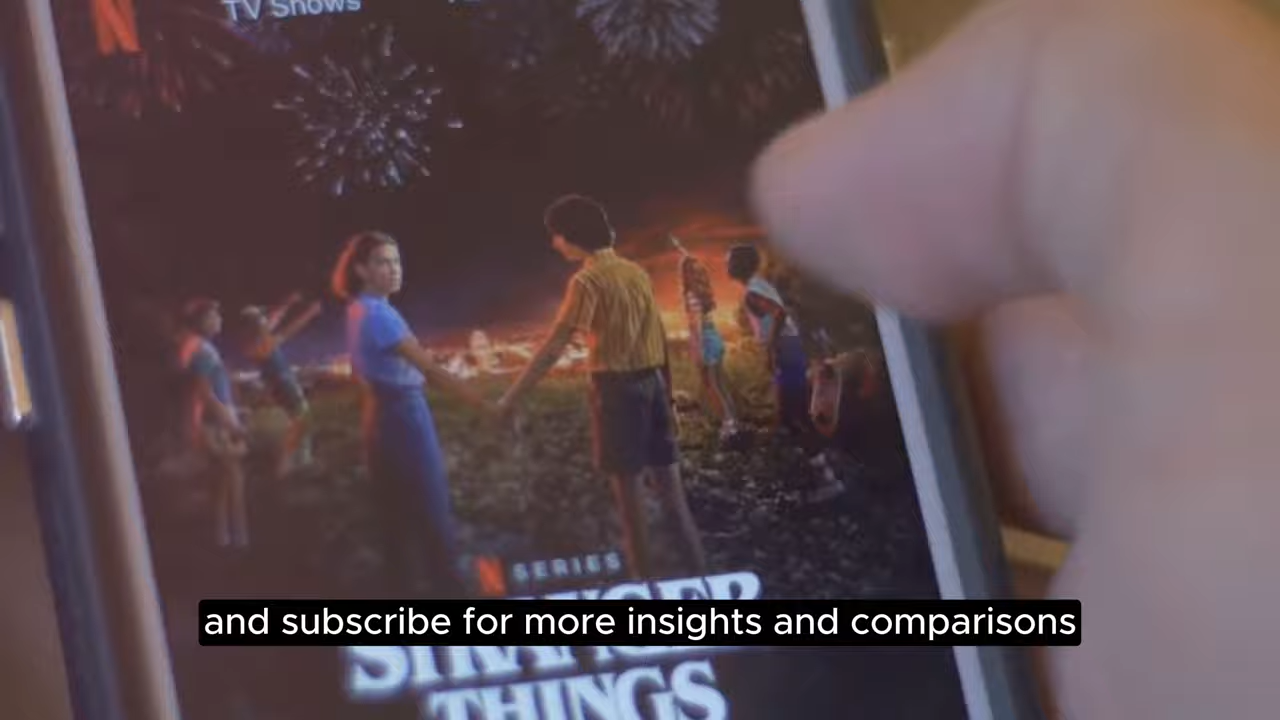 N TV Shows
N SERIES
STRANGER
THINGS
and subscribe for more insights and comparisons